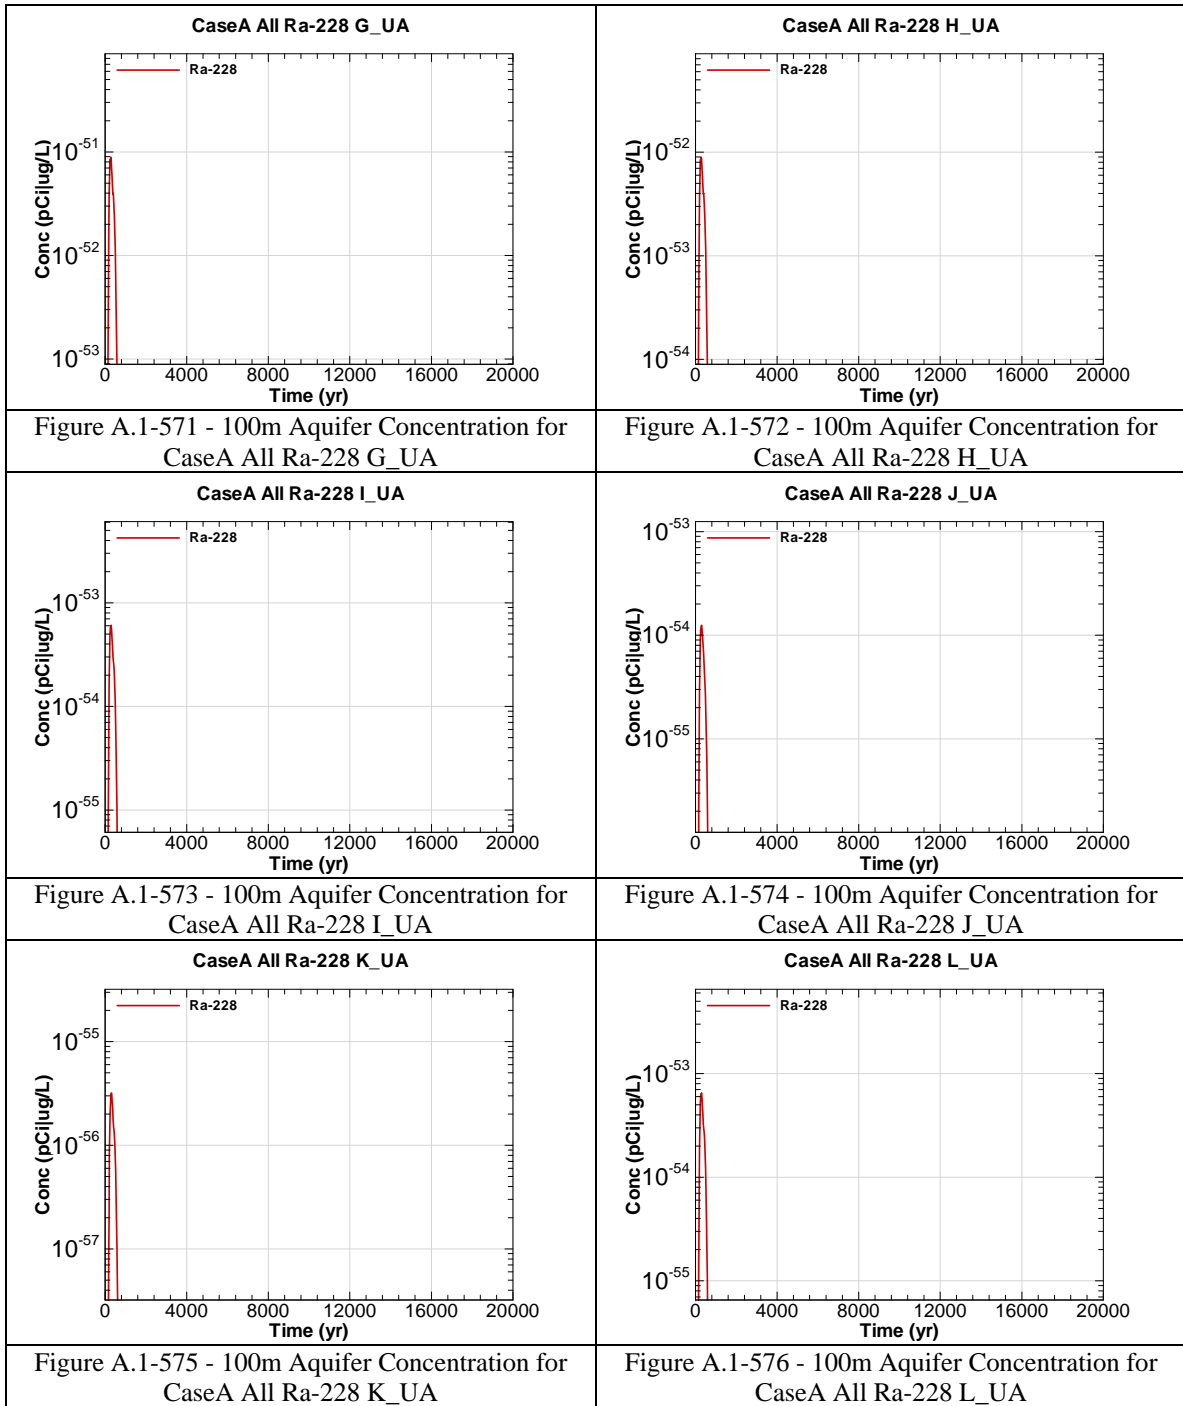 CaseA All Ra-228 G_UA
Ra-228
10^-51
10^-52
10^-53
Conc (pCi|ug/L)
0 4000 8000 12000 16000 20000
Time (yr)
Figure A.1-571 - 100m Aquifer Concentration for
CaseA All Ra-228 G_UA
CaseA All Ra-228 H_UA
Ra-228
10^-52
10^-53
10^-54
Conc (pCi|ug/L)
0 4000 8000 12000 16000 20000
Time (yr)
Figure A.1-572 - 100m Aquifer Concentration for
CaseA All Ra-228 H_UA
CaseA All Ra-228 I_UA
Ra-228
10^-53
10^-54
10^-55
Conc (pCi|ug/L)
0 4000 8000 12000 16000 20000
Time (yr)
Figure A.1-573 - 100m Aquifer Concentration for
CaseA All Ra-228 I_UA
CaseA All Ra-228 J_UA
Ra-228
10^-53
10^-54
10^-55
Conc (pCi|ug/L)
0 4000 8000 12000 16000 20000
Time (yr)
Figure A.1-574 - 100m Aquifer Concentration for
CaseA All Ra-228 J_UA
CaseA All Ra-228 K_UA
Ra-228
10^-55
10^-56
10^-57
Conc (pCi|ug/L)
0 4000 8000 12000 16000 20000
Time (yr)
Figure A.1-575 - 100m Aquifer Concentration for
CaseA All Ra-228 K_UA
CaseA All Ra-228 L_UA
Ra-228
10^-53
10^-54
10^-55
Conc (pCi|ug/L)
0 4000 8000 12000 16000 20000
Time (yr)
Figure A.1-576 - 100m Aquifer Concentration for
CaseA All Ra-228 L_UA